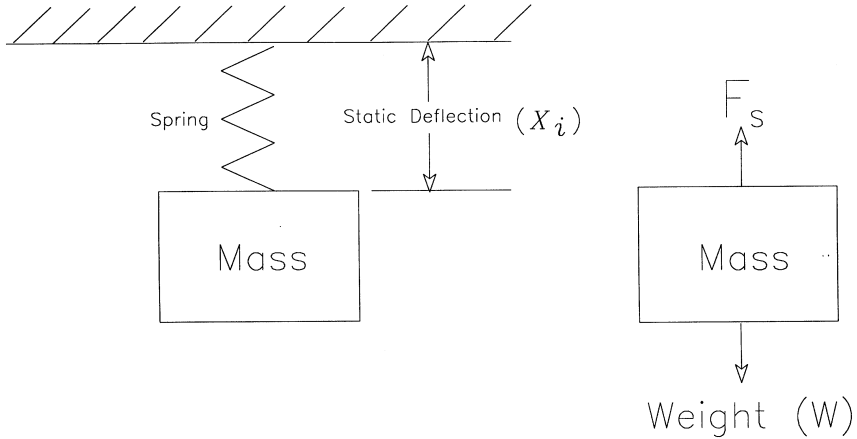 Spring
Static Deflection (X_i)
Mass
F_S
Mass
Weight (W)